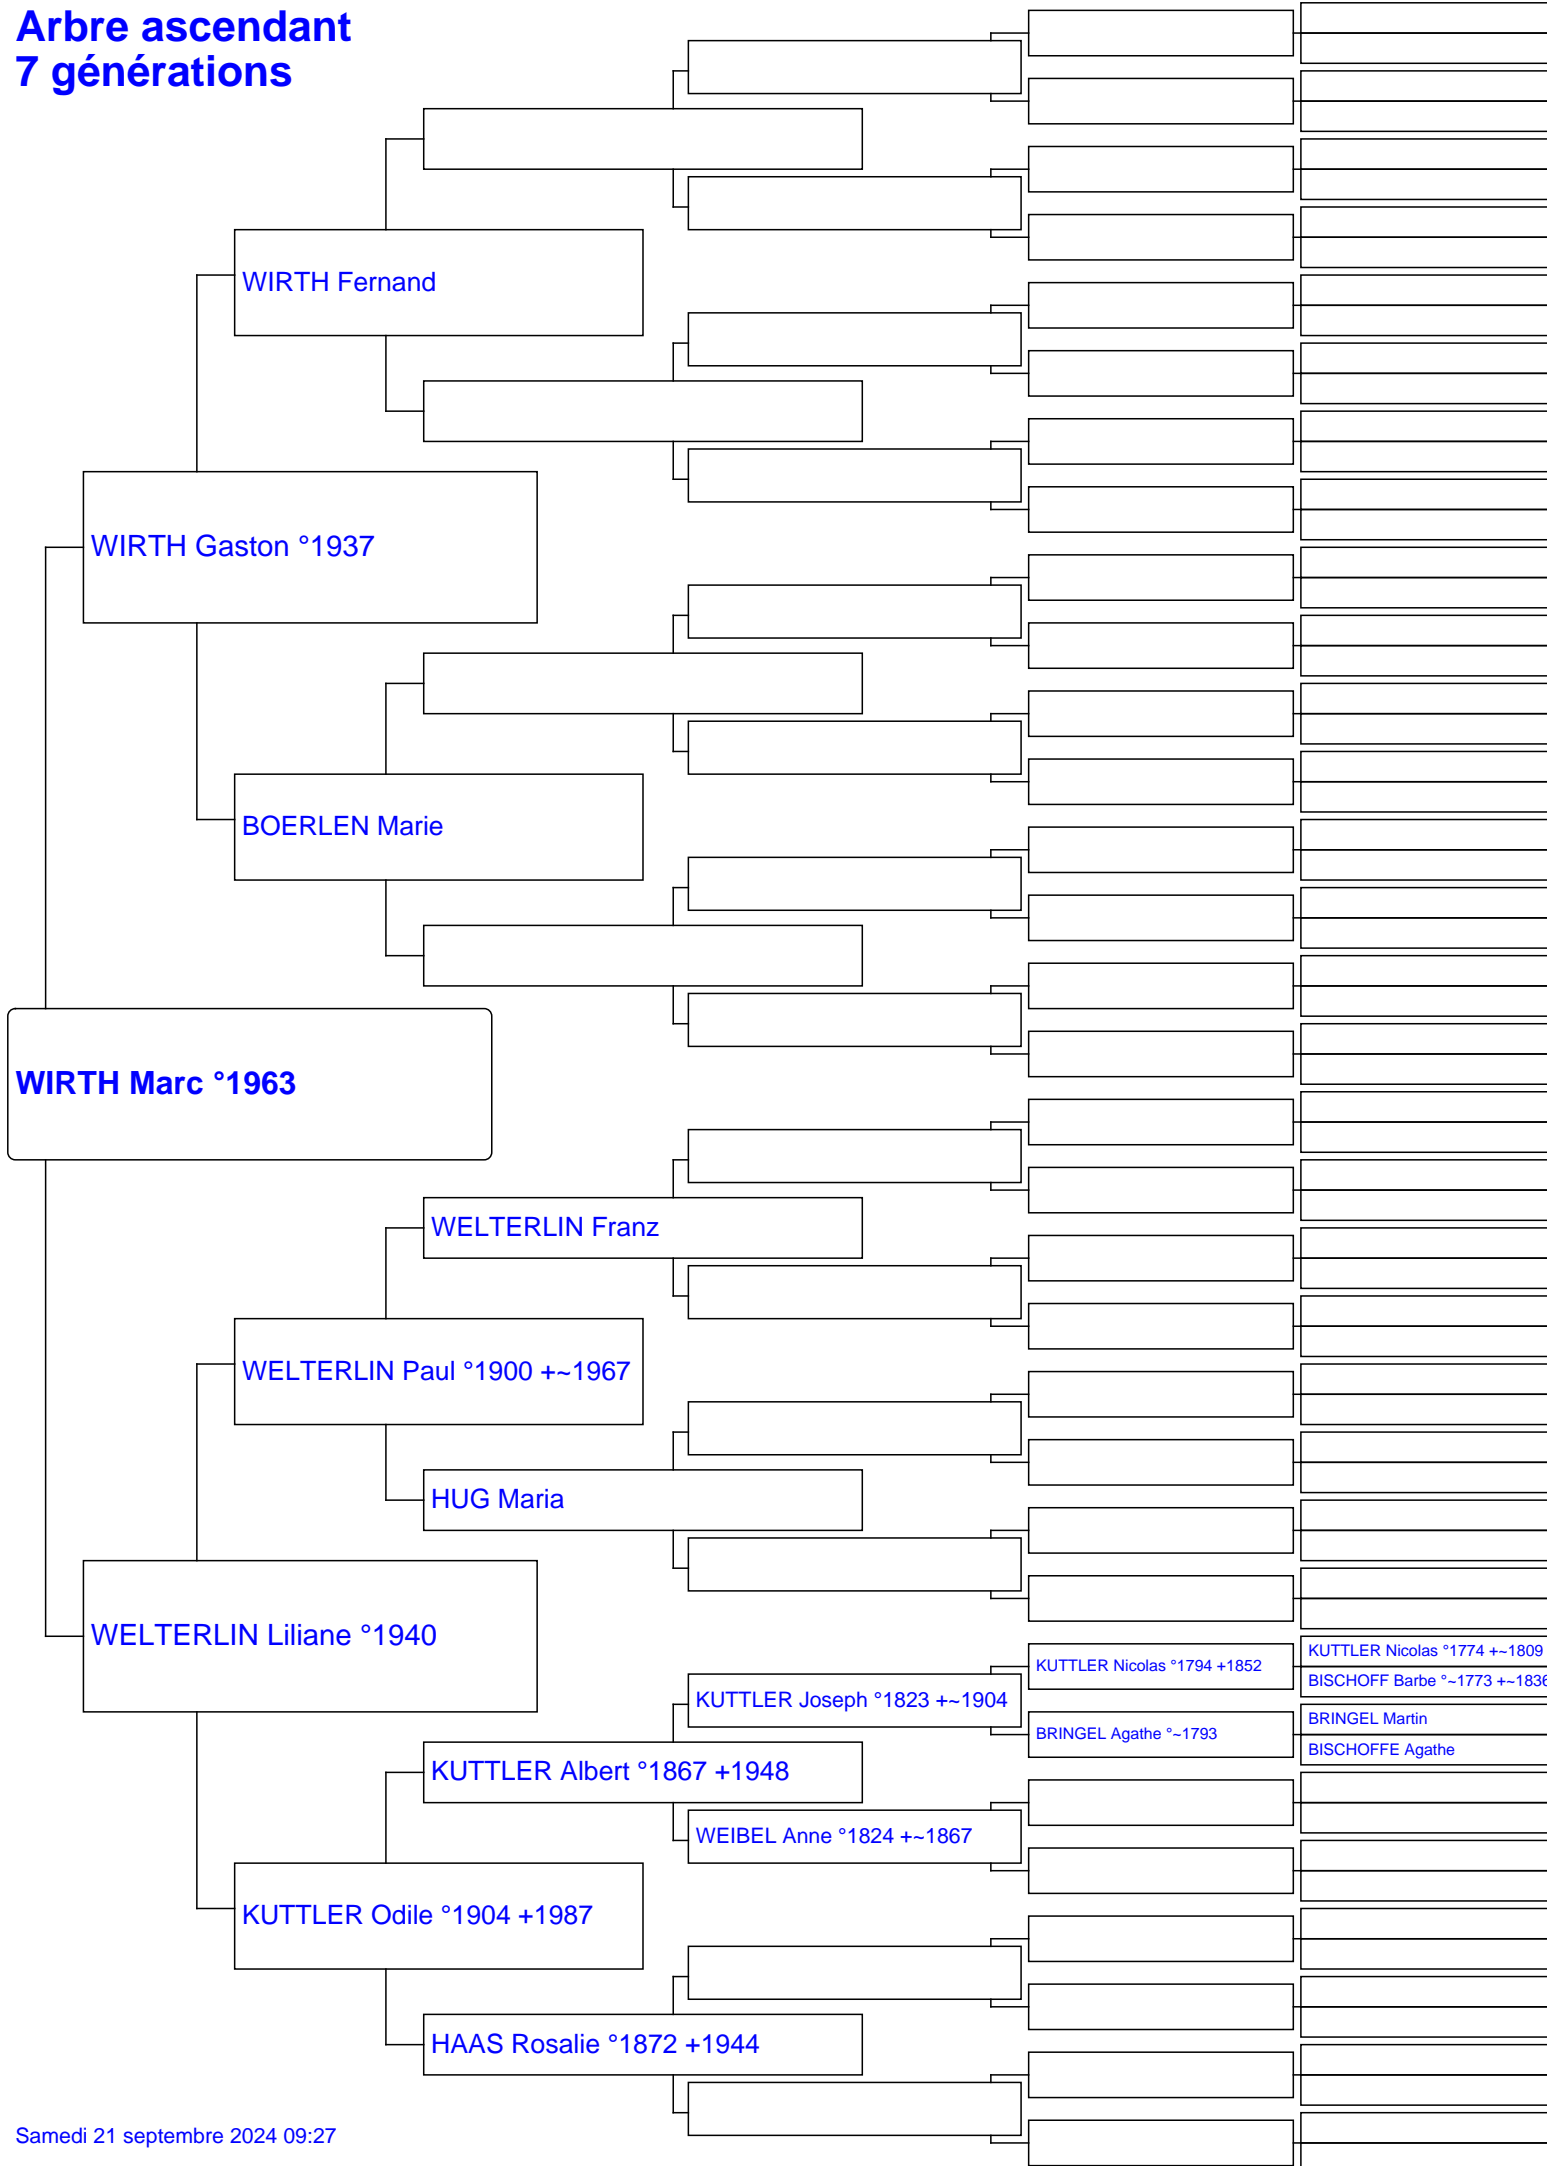 Arbre ascendant
7 générations
WIRTH Fernand
WIRTH Gaston °1937
BOERLEN Marie
WIRTH Marc °1963
WELTERLIN Franz
WELTERLIN Paul °1900 +~1967
HUG Maria
WELTERLIN Liliane °1940
KUTTLER Nicolas °1774 +~1809
KUTTLER Nicolas °1794 +1852
BISCHOFF Barbe °~1773 +~1836
KUTTLER Joseph °1823 +~1904
BRINGEL Martin
BRINGEL Agathe °~1793
BISCHOFFE Agathe
KUTTLER Albert °1867 +1948
WEIBEL Anne °1824 +~1867
KUTTLER Odile °1904 +1987
HAAS Rosalie °1872 +1944
Samedi 21 septembre 2024 09:27